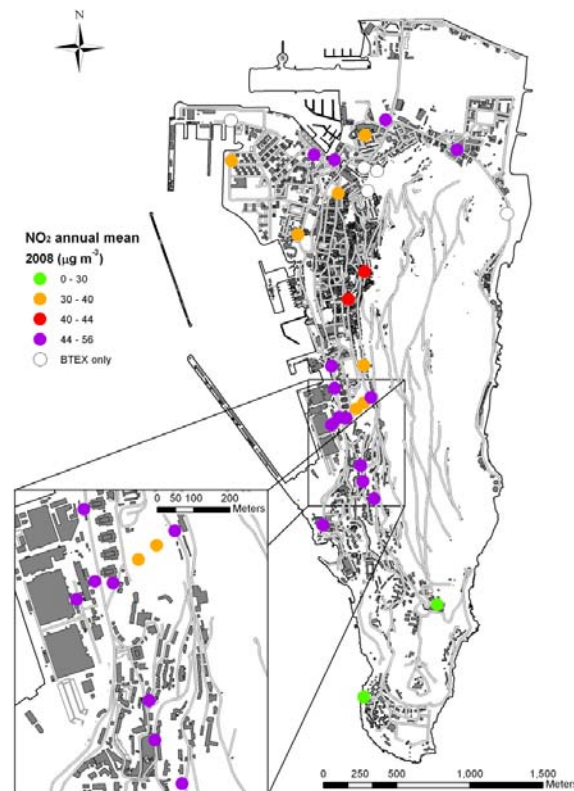 N
NO₂ annual mean
2008 (μg m⁻³)
0 - 30
30 - 40
40 - 44
44 - 56
BTEX only
0 50 100 200
Meters
0 250 500 1,000 1,500
Meters